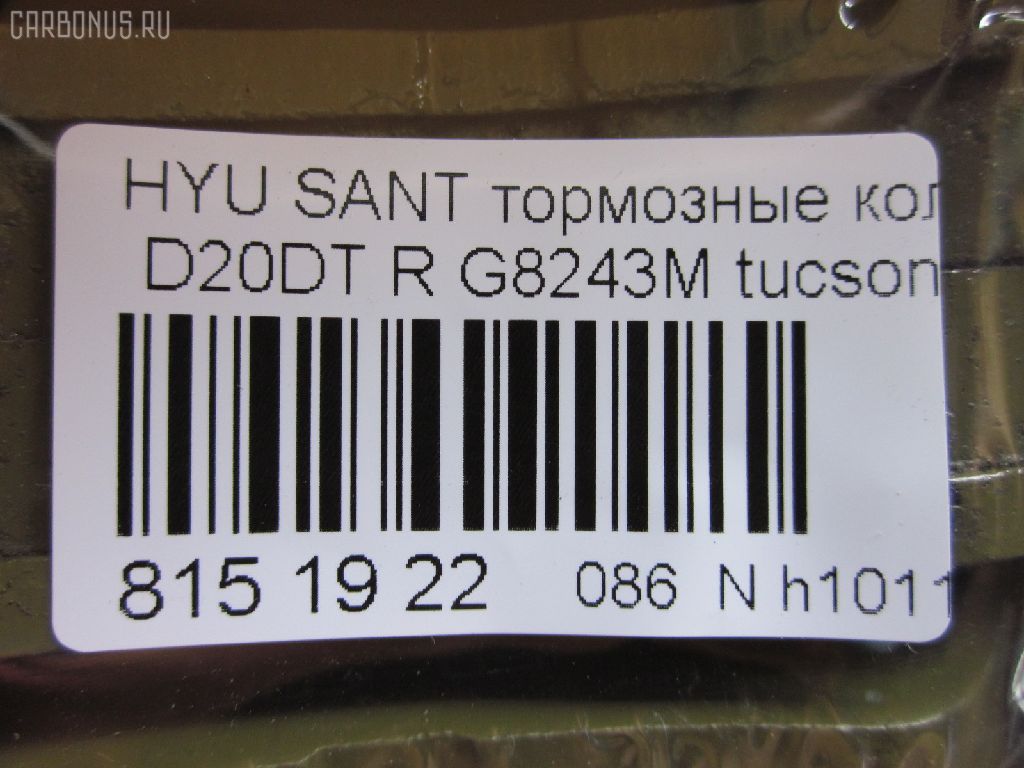 CARBONUS.RU
HYU SANT тормозные кол
D20DT R G8243M tucson
815 19 22 086 N h1011